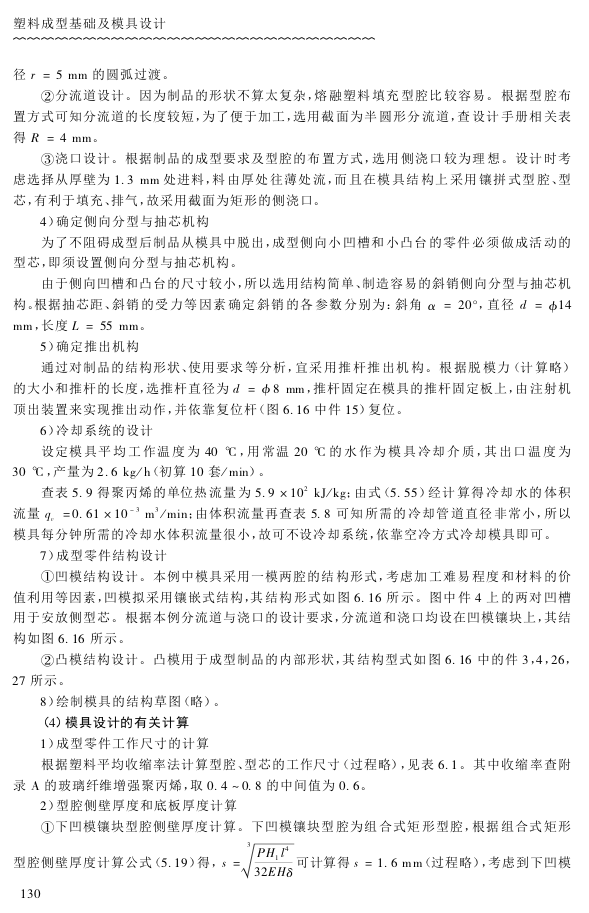 塑料成型基础及模具设计
径 r = 5 mm 的圆弧过渡。
②分流道设计。因为制品的形状不算太复杂,熔融塑料填充型腔比较容易。根据型腔布
置方式可知分流道的长度较短,为了便于加工,选用截面为半圆形分流道,查设计手册相关表
得 R = 4 mm。
③浇口设计。根据制品的成型要求及型腔的布置方式,选用侧浇口较为理想。设计时考
虑选择从厚壁为 1.3 mm 处进料,料由厚处往薄处流,而且在模具结构上采用镶拼式型腔、型
芯,有利于填充、排气,故采用截面为矩形的侧浇口。
4)确定侧向分型与抽芯机构
为了不阻碍成型后制品从模具中脱出,成型侧向小凹槽和小凸台的零件必须做成活动的
型芯,即须设置侧向分型与抽芯机构。
由于侧向凹槽和凸台的尺寸较小,所以选用结构简单、制造容易的斜销侧向分型与抽芯机
构。根据抽芯距、斜销的受力等因素确定斜销的各参数分别为:斜角 α = 20°,直径 d = φ14
mm,长度 L = 55 mm。
5)确定推出机构
通过对制品的结构形状、使用要求等分析,宜采用推杆推出机构。根据脱模力(计算略)
的大小和推杆的长度,选推杆直径为 d = φ8 mm,推杆固定在模具的推杆固定板上,由注射机
顶出装置来实现推出动作,并依靠复位杆(图 6.16 中件 15)复位。
6)冷却系统的设计
设定模具平均工作温度为 40 ℃,用常温 20 ℃的水作为模具冷却介质,其出口温度为
30 ℃,产量为 2.6 kg/h(初算 10 套/min)。
查表 5.9 得聚丙烯的单位热流量为 5.9 × 10² kJ/kg;由式(5.55)经计算得冷却水的体积
流量 qᵥ = 0.61 × 10⁻³ m³/min;由体积流量再查表 5.8 可知所需的冷却管道直径非常小,所以
模具每分钟所需的冷却水体积流量很小,故可不设冷却系统,依靠空冷方式冷却模具即可。
7)成型零件结构设计
①凹模结构设计。本例中模具采用一模两腔的结构形式,考虑加工难易程度和材料的价
值利用等因素,凹模拟采用镶嵌式结构,其结构形式如图 6.16 所示。图中件 4 上的两对凹槽
用于安放侧型芯。根据本例分流道与浇口的设计要求,分流道和浇口均设在凹模镶块上,其结
构如图 6.16 所示。
②凸模结构设计。凸模用于成型制品的内部形状,其结构型式如图 6.16 中的件 3,4,26,
27 所示。
8)绘制模具的结构草图(略)。
(4)模具设计的有关计算
1)成型零件工作尺寸的计算
根据塑料平均收缩率法计算型腔、型芯的工作尺寸(过程略),见表 6.1。其中收缩率查附
录 A 的玻璃纤维增强聚丙烯,取 0.4 ~ 0.8 的中间值为 0.6。
2)型腔侧壁厚度和底板厚度计算
①下凹模镶块型腔侧壁厚度计算。下凹模镶块型腔为组合式矩形型腔,根据组合式矩形
型腔侧壁厚度计算公式(5.19)得,s = ∛(PH₁l⁴/32EHδ) 可计算得 s = 1.6 mm(过程略),考虑到下凹模
130